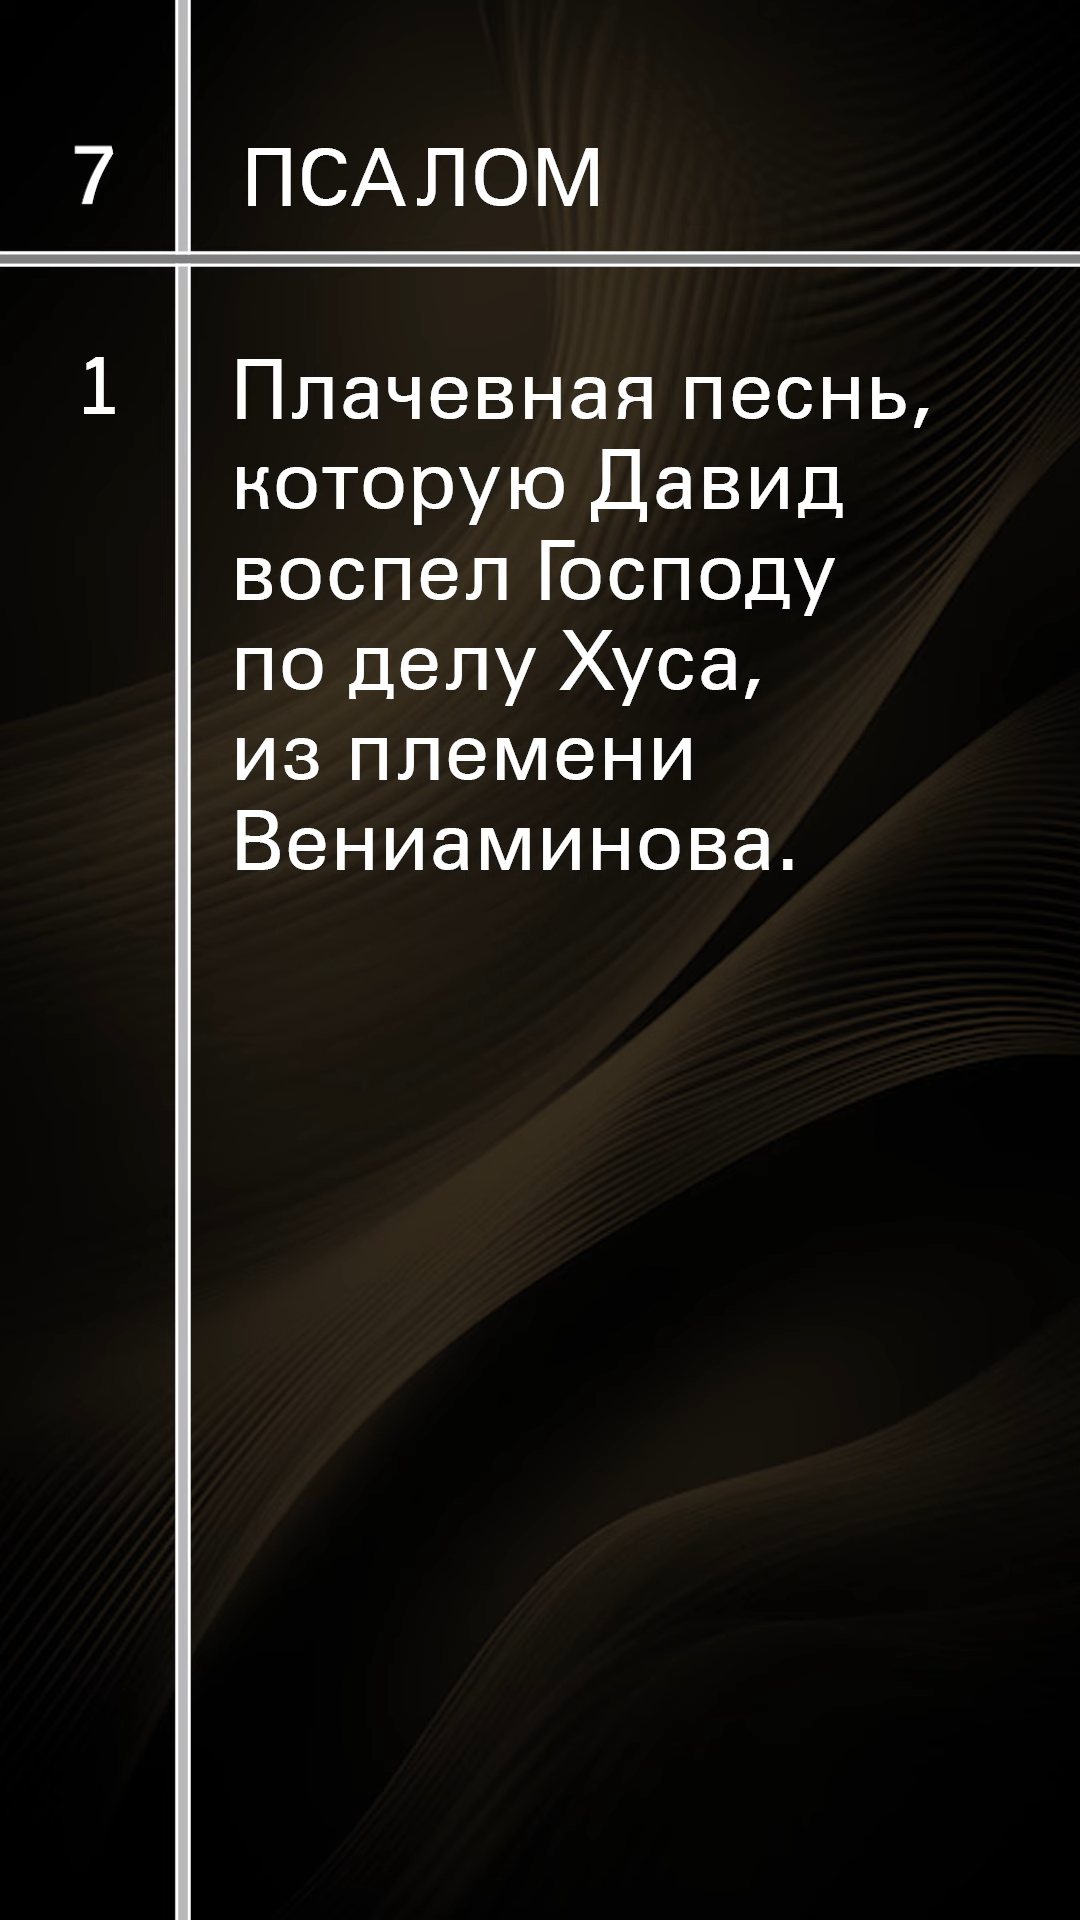 7 ПСАЛОМ
1 Плачевная песнь,
которую Давид
воспел Господу
по делу Хуса,
из племени
Вениаминова.